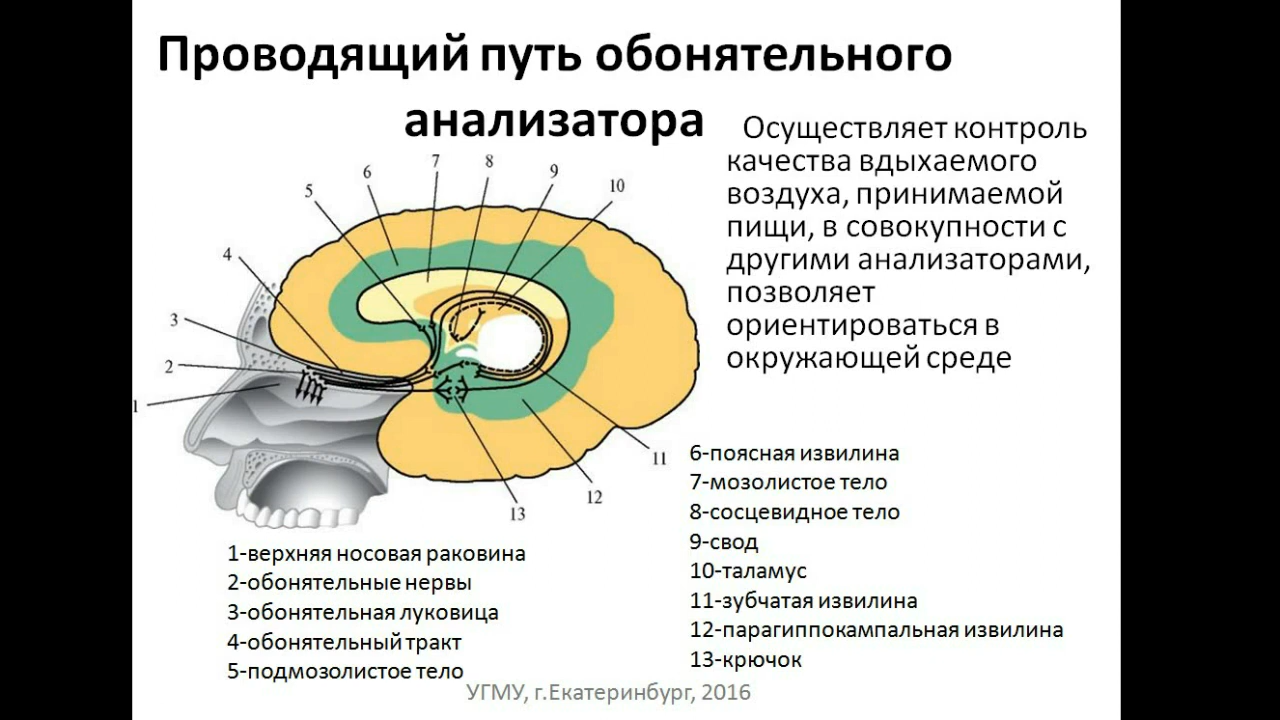 Проводящий путь обонятельного
анализатора
Осуществляет контроль
качества вдыхаемого
воздуха, принимаемой
пищи, в совокупности с
другими анализаторами,
позволяет
ориентироваться в
окружающей среде
1
2
3
4
5
6
7
8
9
10
11
12
13
1-верхняя носовая раковина
2-обонятельные нервы
3-обонятельная луковица
4-обонятельный тракт
5-подмозолистое тело
6-поясная извилина
7-мозолистое тело
8-сосцевидное тело
9-свод
10-таламус
11-зубчатая извилина
12-парагиппокампальная извилина
13-крючок
УГМУ, г.Екатеринбург, 2016